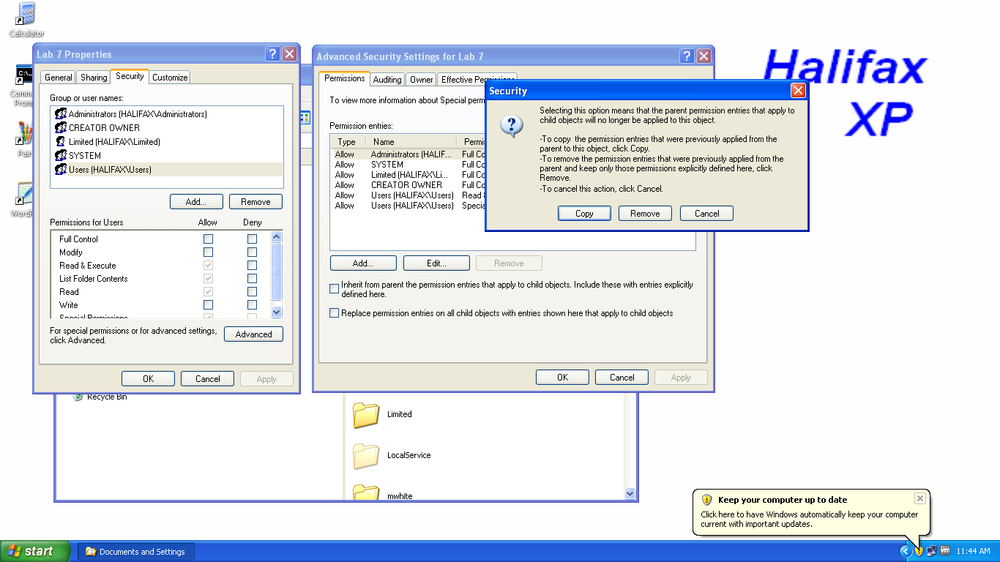 Calculator
Halifax
XP
Lab 7 Properties
General
Sharing
Security
Customize
Group or user names:
Administrators (HALIFAX\Administrators)
CREATOR OWNER
Limited (HALIFAX\Limited)
SYSTEM
Users (HALIFAX\Users)
Add...
Remove
Permissions for Users
Allow
Deny
Full Control
Modify
Read & Execute
List Folder Contents
Read
Write
Special Permissions
For special permissions or for advanced settings,
click Advanced.
Advanced
OK
Cancel
Apply
Advanced Security Settings for Lab 7
Permissions
Auditing
Owner
Effective Permissions
To view more information about Special perm
Permission entries:
Type Name Permi
Allow Administrators (HALIF... Full Co
Allow SYSTEM Full Co
Allow Limited (HALIFAX\Li... Full Co
Allow CREATOR OWNER Full Co
Allow Users (HALIFAX\Users) Read &
Allow Users (HALIFAX\Users) Specia
Add...
Edit...
Remove
Inherit from parent the permission entries that apply to child objects. Include these with entries explicitly
defined here.
Replace permission entries on all child objects with entries shown here that apply to child objects
OK
Cancel
Apply
Security
Selecting this option means that the parent permission entries that apply to
child objects will no longer be applied to this object.
-To copy the permission entries that were previously applied from the
parent to this object, click Copy.
-To remove the permission entries that were previously applied from the
parent and keep only those permissions explicitly defined here, click
Remove.
-To cancel this action, click Cancel.
Copy
Remove
Cancel
C:\
Comm
Prom
Pain
WordP
Recycle Bin
Limited
LocalService
mwhite
Keep your computer up to date
Click here to have Windows automatically keep your computer
current with important updates.
start
Documents and Settings
vm
11:44 AM